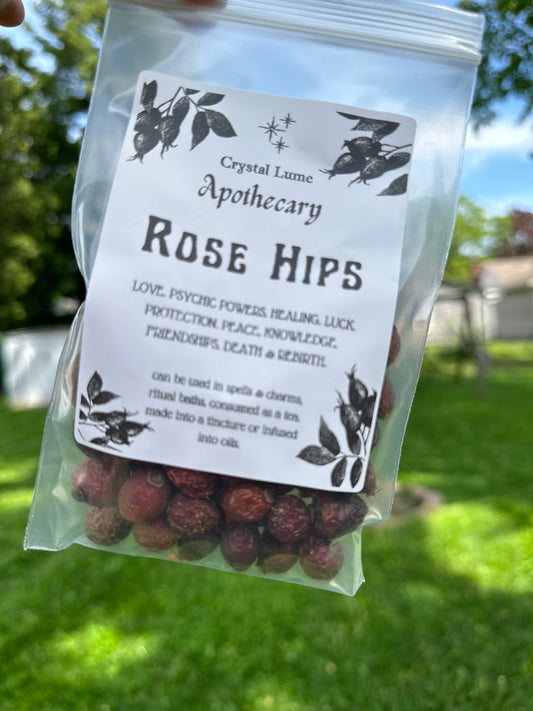 Crystal Lume
Apothecary
ROSE HIPS
LOVE, PSYCHIC POWERS, HEALING, LUCK,
PROTECTION, PEACE, KNOWLEDGE,
FRIENDSHIPS, DEATH & REBIRTH.
can be used in spells & charms,
ritual baths, consumed as a tea,
made into a tincture or infused
into oils.